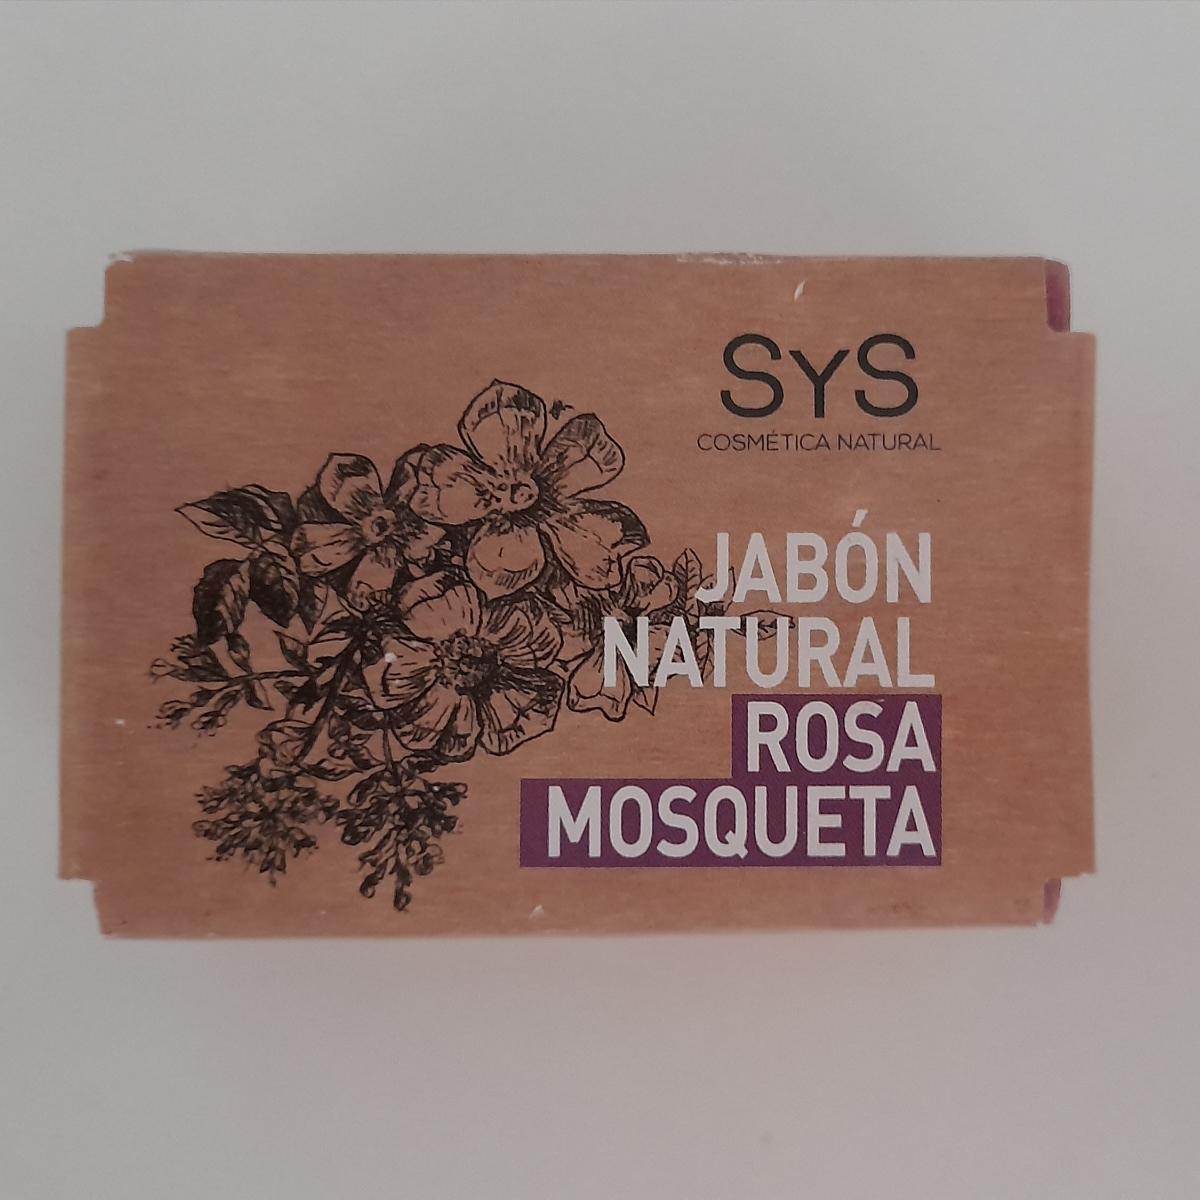 SyS
COSMÉTICA NATURAL
JABÓN
NATURAL
ROSA
MOSQUETA